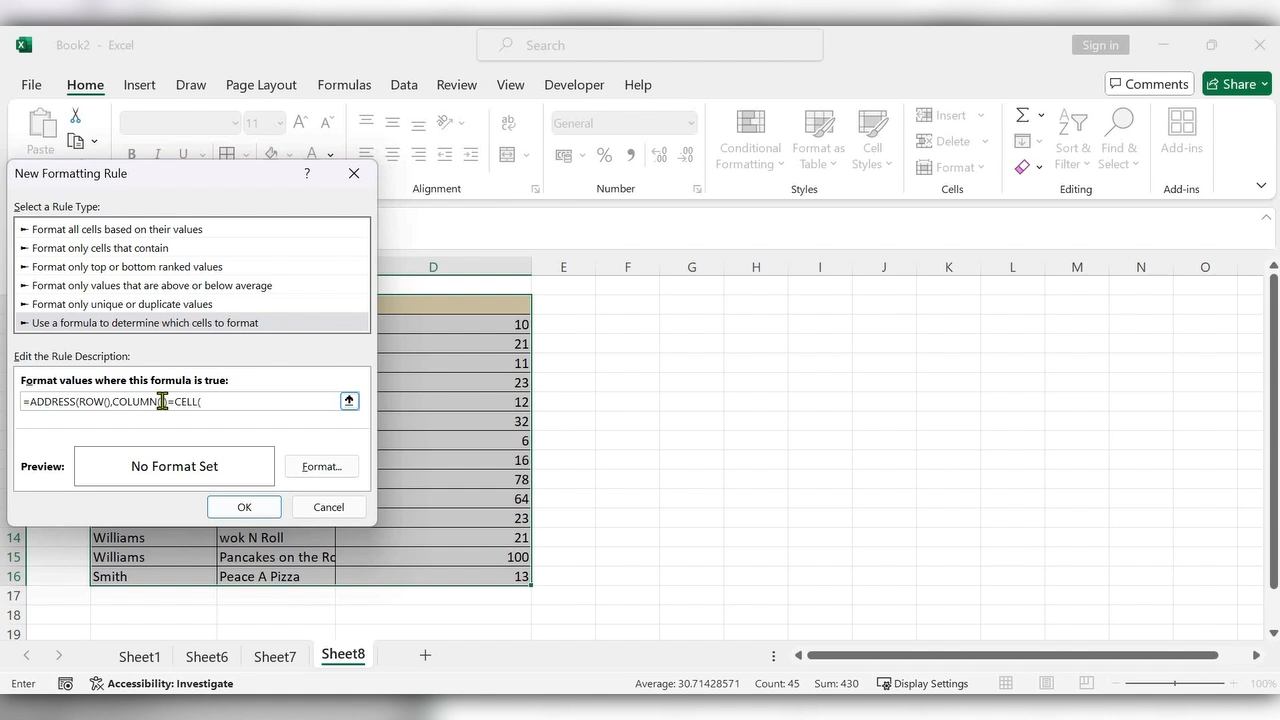 Book2 - Excel
Search
Sign in
File Home Insert Draw Page Layout Formulas Data Review View Developer Help
Comments
Share
Paste
11
B I U A
General
Conditional Formatting
Format as Table
Cell Styles
Insert
Delete
Format
Sort & Filter
Find & Select
Add-ins
Alignment
Number
Styles
Cells
Editing
Add-ins
New Formatting Rule
?
Select a Rule Type:
► Format all cells based on their values
► Format only cells that contain
► Format only top or bottom ranked values
► Format only values that are above or below average
► Format only unique or duplicate values
► Use a formula to determine which cells to format
Edit the Rule Description:
Format values where this formula is true:
=ADDRESS(ROW(),COLUMN())=CELL(
Preview:
No Format Set
Format...
OK
Cancel
D E F G H I J K L M N O
10
21
11
23
12
32
6
16
78
64
23
14 Williams wok N Roll 21
15 Williams Pancakes on the Ro 100
16 Smith Peace A Pizza 13
17
18
19
Sheet1 Sheet6 Sheet7 Sheet8
Enter
Accessibility: Investigate
Average: 30.71428571 Count: 45 Sum: 430
Display Settings
100%